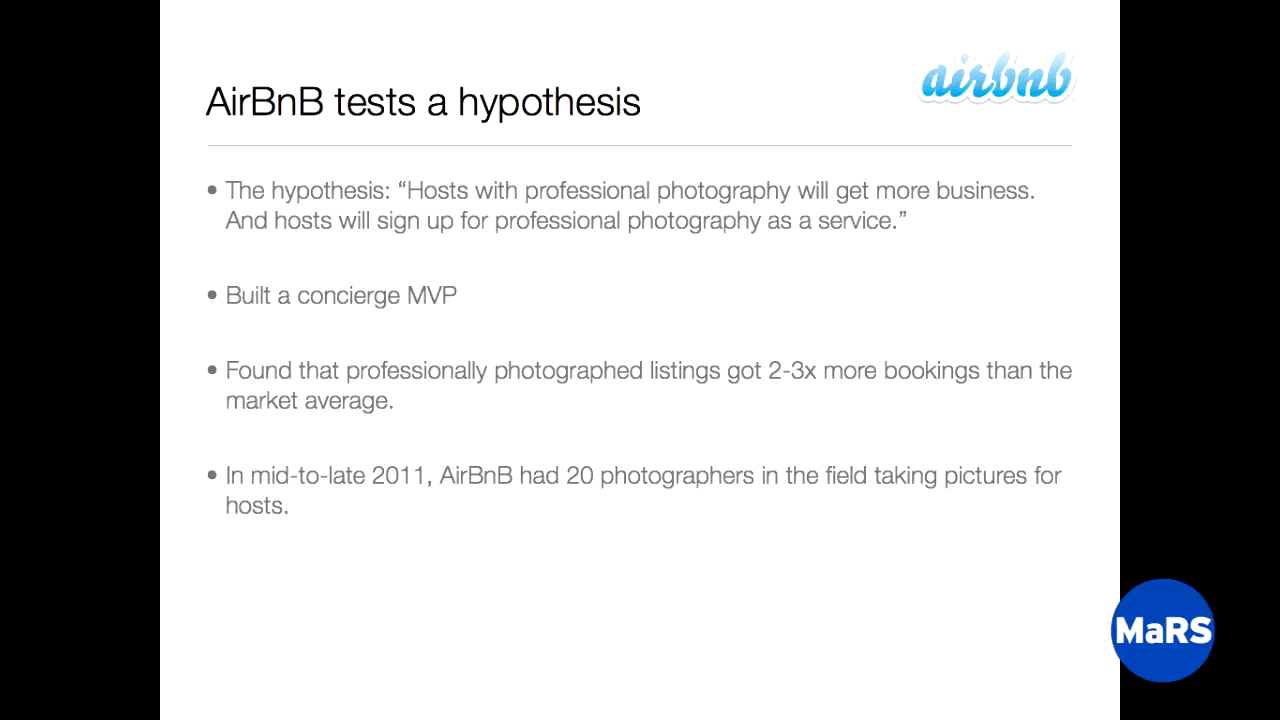 airbnb
AirBnB tests a hypothesis
• The hypothesis: “Hosts with professional photography will get more business.
And hosts will sign up for professional photography as a service.”
• Built a concierge MVP
• Found that professionally photographed listings got 2-3x more bookings than the
market average.
• In mid-to-late 2011, AirBnB had 20 photographers in the field taking pictures for
hosts.
MaRS